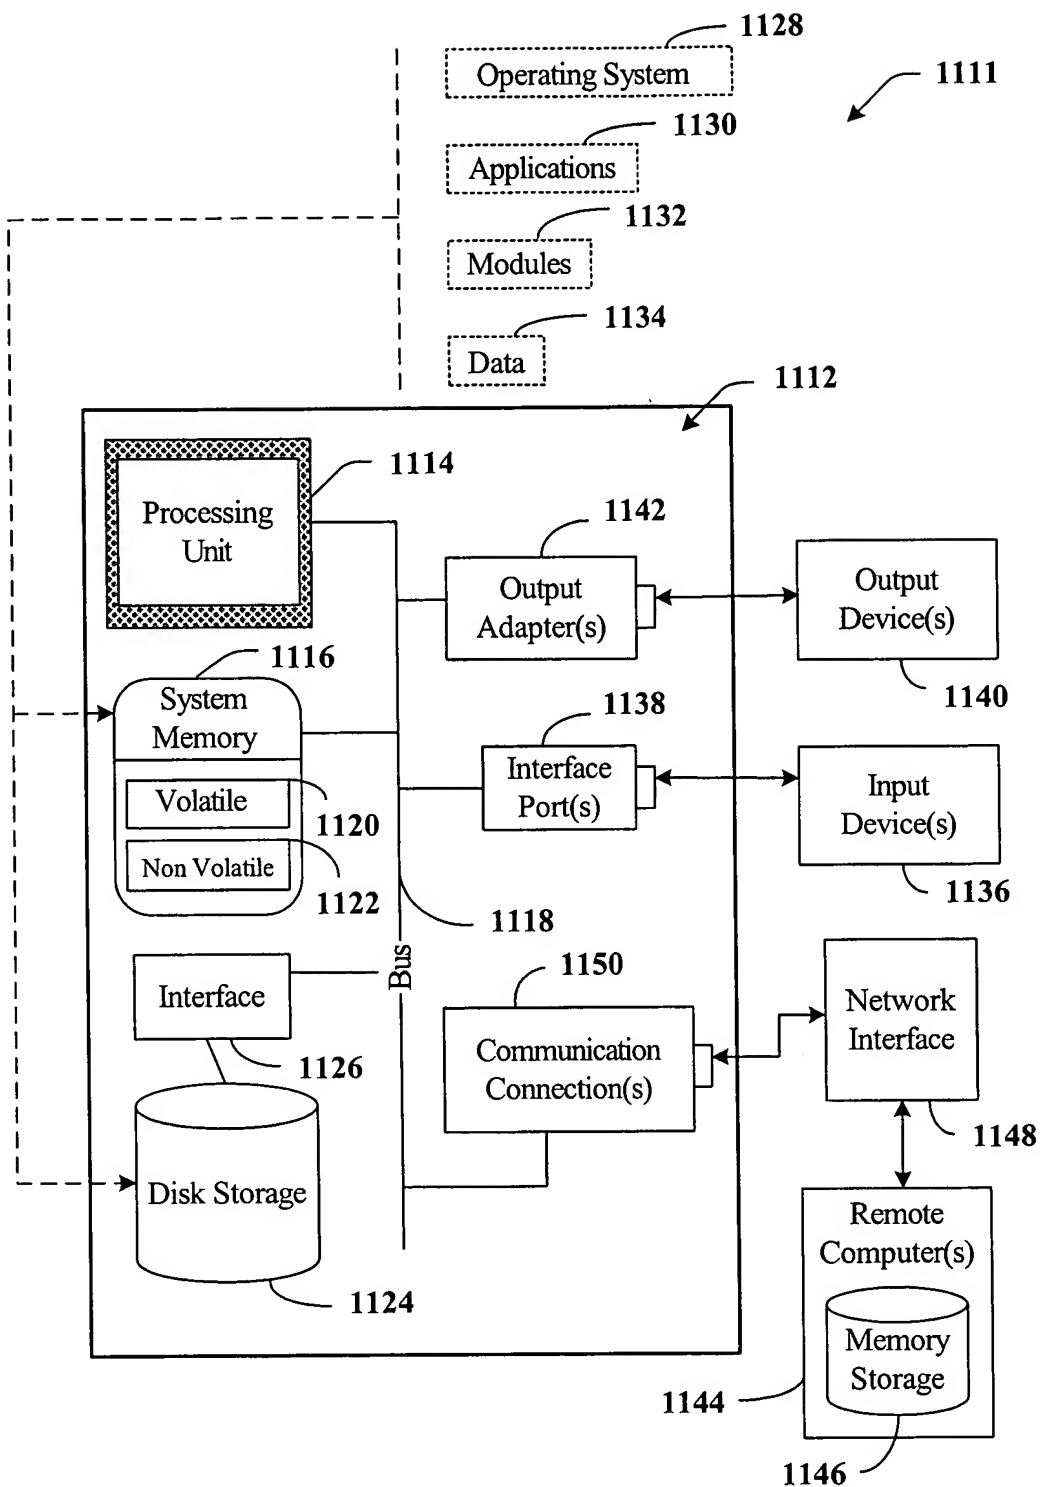 1128
Operating System
1111
1130
Applications
1132
Modules
1134
Data
1112
1114
Processing
Unit
1142
Output
Adapter(s)
Output
Device(s)
1140
1116
System
Memory
1138
Interface
Port(s)
Input
Device(s)
1136
Volatile
1120
Non Volatile
1122
1118
Bus
1150
Interface
1126
Communication
Connection(s)
Network
Interface
1148
Disk Storage
1124
Remote
Computer(s)
Memory
Storage
1144
1146